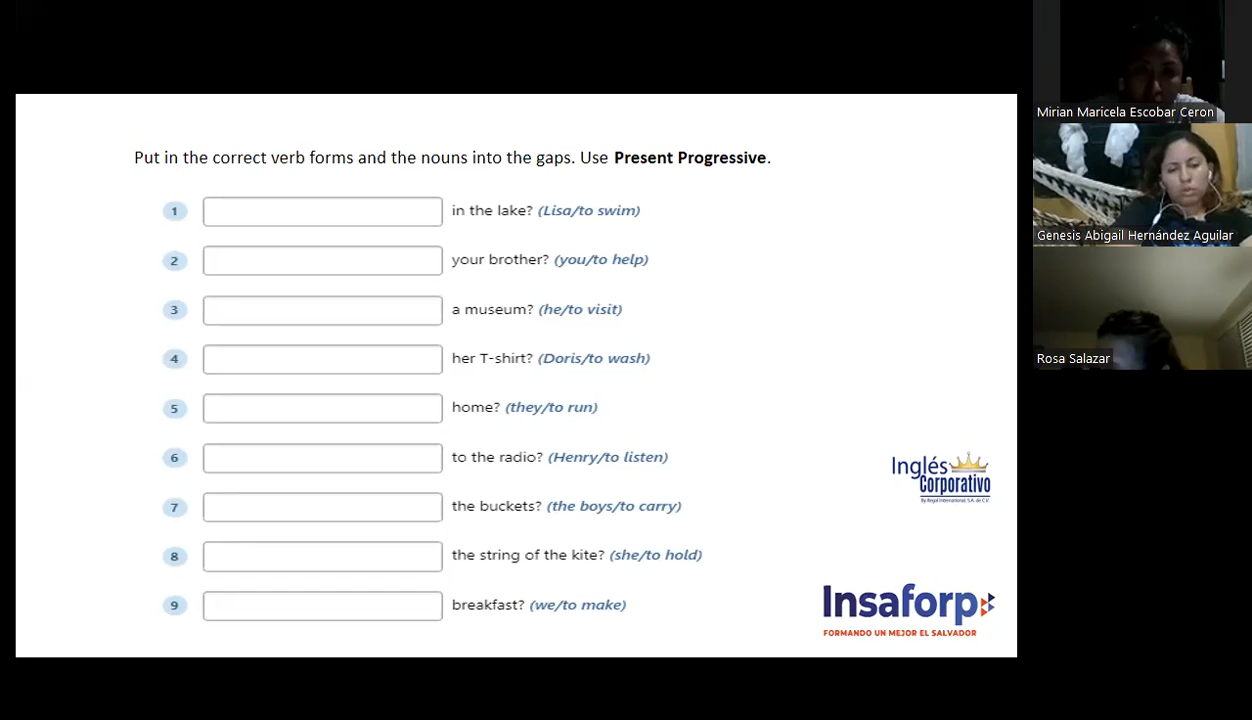 Put in the correct verb forms and the nouns into the gaps. Use Present Progressive.
1 in the lake? (Lisa/to swim)
2 your brother? (you/to help)
3 a museum? (he/to visit)
4 her T-shirt? (Doris/to wash)
5 home? (they/to run)
6 to the radio? (Henry/to listen)
7 the buckets? (the boys/to carry)
8 the string of the kite? (she/to hold)
9 breakfast? (we/to make)
Inglés
Corporativo
By Regal International, S.A. de C.V.
Insaforp
FORMANDO UN MEJOR EL SALVADOR
Mirian Maricela Escobar Ceron
Genesis Abigail Hernández Aguilar
Rosa Salazar